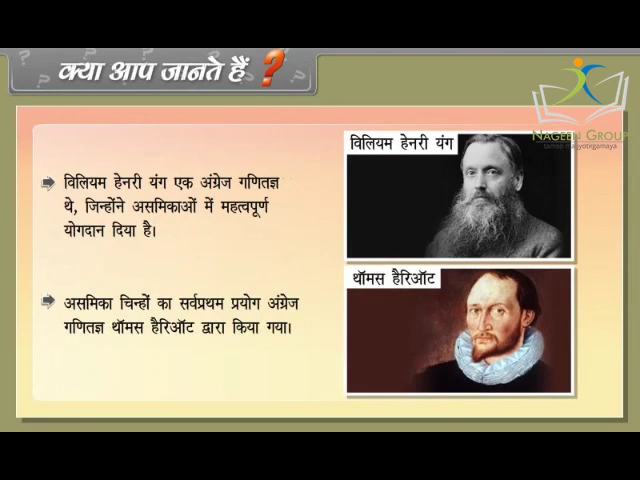 क्या आप जानते हैं ?
NAGEEN GROUP
विलियम हेनरी यंग
विलियम हेनरी यंग एक अंग्रेज गणितज्ञ
थे, जिन्होंने असमिकाओं में महत्वपूर्ण
योगदान दिया है।
थॉमस हैरिऑट
असमिका चिन्हों का सर्वप्रथम प्रयोग अंग्रेज
गणितज्ञ थॉमस हैरिऑट द्वारा किया गया।